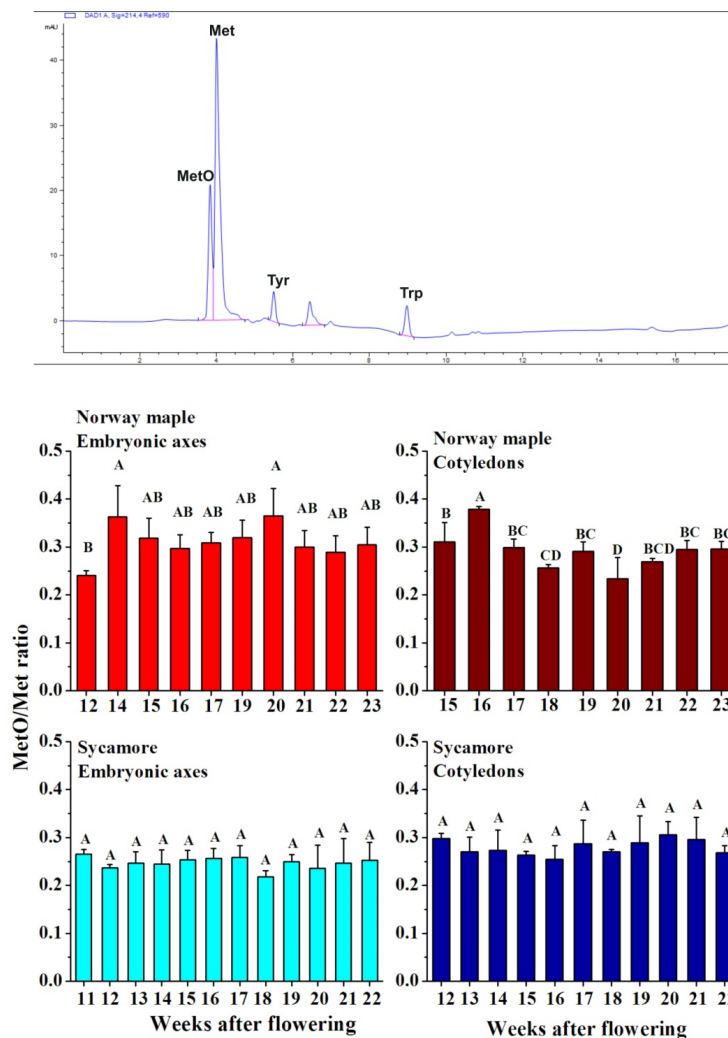 DAD1 A, Sig=214,4 Ref=590
mAU
Met
40
30
MetO
20
10
Tyr
Trp
0
2 4 6 8 10 12 14 16
Norway maple
Embryonic axes
0.5
A A
0.4
AB AB AB AB AB AB AB
B
0.3
0.2
0.1
0.0
12 14 15 16 17 19 20 21 22 23
Norway maple
Cotyledons
0.5
A
0.4
B BC CD BC D BCD BC BC
0.3
0.2
0.1
0.0
15 16 17 18 19 20 21 22 23
MetO/Met ratio
Sycamore
Embryonic axes
0.5
0.4
0.3
A A A A A A A A A A A A
0.2
0.1
0.0
11 12 13 14 15 16 17 18 19 20 21 22
Weeks after flowering
Sycamore
Cotyledons
0.5
0.4
A A A A A A A A A A A
0.3
0.2
0.1
0.0
12 13 14 15 16 17 18 19 20 21
Weeks after flowering